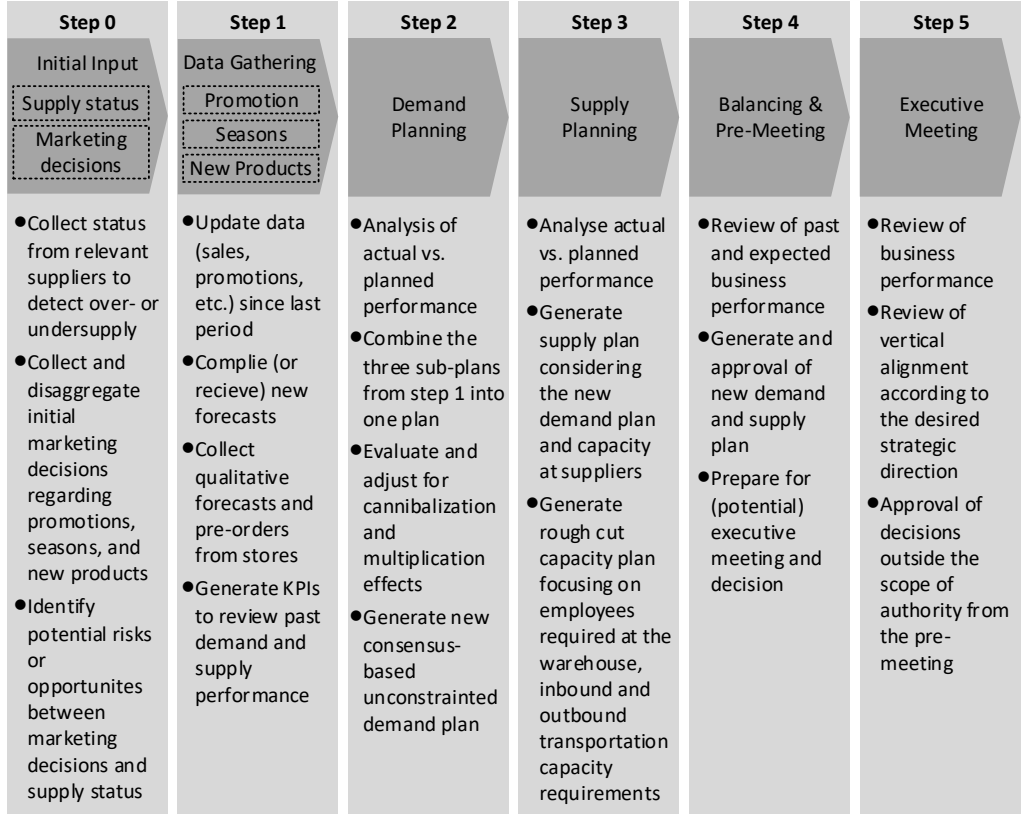 Step 0
Initial Input
Supply status
Marketing
decisions
●Collect status
from relevant
suppliers to
detect over- or
undersupply
●Collect and
disaggregate
initial
marketing
decisions
regarding
promotions,
seasons, and
new products
●Identify
potential risks
or
opportunites
between
marketing
decisions and
supply status
Step 1
Data Gathering
Promotion
Seasons
New Products
●Update data
(sales,
promotions,
etc.) since last
period
●Complie (or
recieve) new
forecasts
●Collect
qualitative
forecasts and
pre-orders
from stores
●Generate KPIs
to review past
demand and
supply
performance
Step 2
Demand
Planning
●Analysis of
actual vs.
planned
performance
●Combine the
three sub-plans
from step 1 into
one plan
●Evaluate and
adjust for
cannibalization
and
multiplication
effects
●Generate new
consensus-
based
unconstrainted
demand plan
Step 3
Supply
Planning
●Analyse actual
vs. planned
performance
●Generate
supply plan
considering
the new
demand plan
and capacity
at suppliers
●Generate
rough cut
capacity plan
focusing on
employees
required at the
warehouse,
inbound and
outbound
transportation
capacity
requirements
Step 4
Balancing &
Pre-Meeting
●Review of past
and expected
business
performance
●Generate and
approval of
new demand
and supply
plan
●Prepare for
(potential)
executive
meeting and
decision
Step 5
Executive
Meeting
●Review of
business
performance
●Review of
vertical
alignment
according to
the desired
strategic
direction
●Approval of
decisions
outside the
scope of
authority from
the pre-
meeting